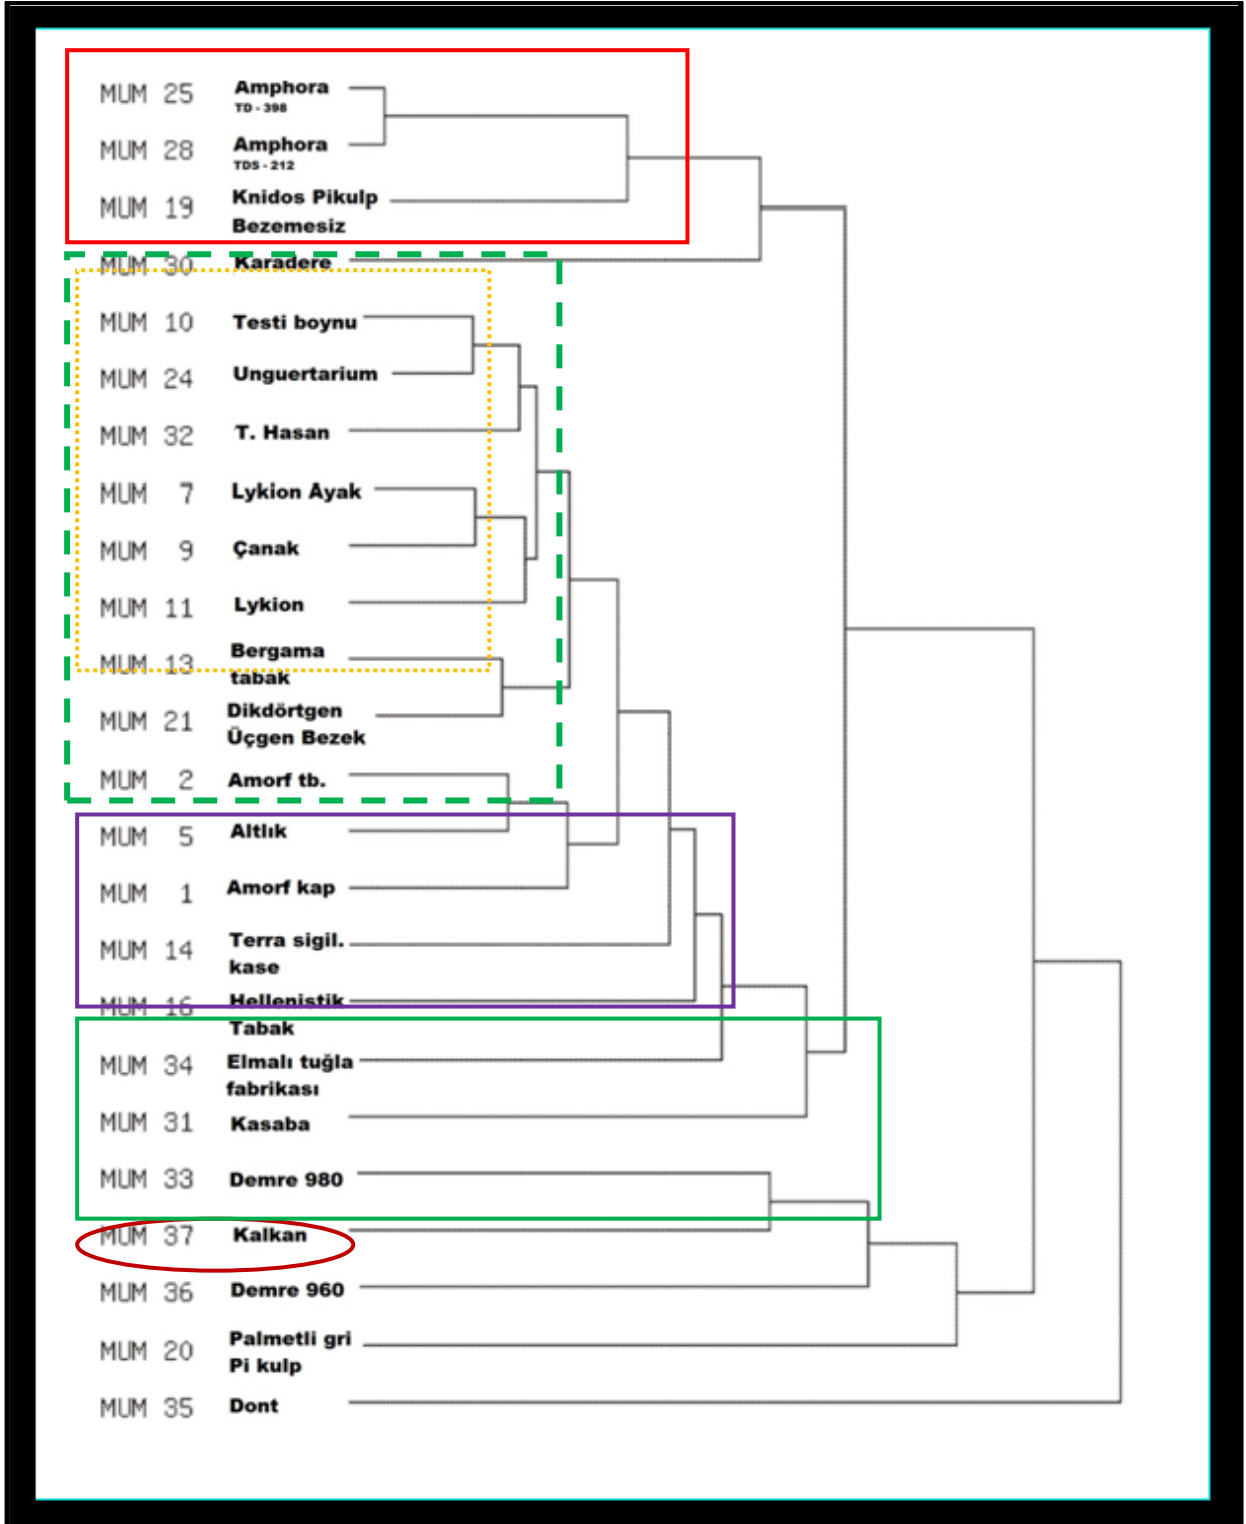 MUM 25 Amphora
TD - 398
MUM 28 Amphora
TDS - 212
MUM 19 Knidos Pikulp
Bezemesiz
MUM 30 Karadere
MUM 10 Testi boynu
MUM 24 Unguertarium
MUM 32 T. Hasan
MUM 7 Lykion Ayak
MUM 9 Çanak
MUM 11 Lykion
MUM 13 Bergama
tabak
MUM 21 Dikdörtgen
Üçgen Bezek
MUM 2 Amorf tb.
MUM 5 Altlık
MUM 1 Amorf kap
MUM 14 Terra sigil.
kase
MUM 16 Hellenistik
Tabak
MUM 34 Elmalı tuğla
fabrikası
MUM 31 Kasaba
MUM 33 Demre 980
MUM 37 Kalkan
MUM 36 Demre 960
MUM 20 Palmetli gri
Pi kulp
MUM 35 Dont